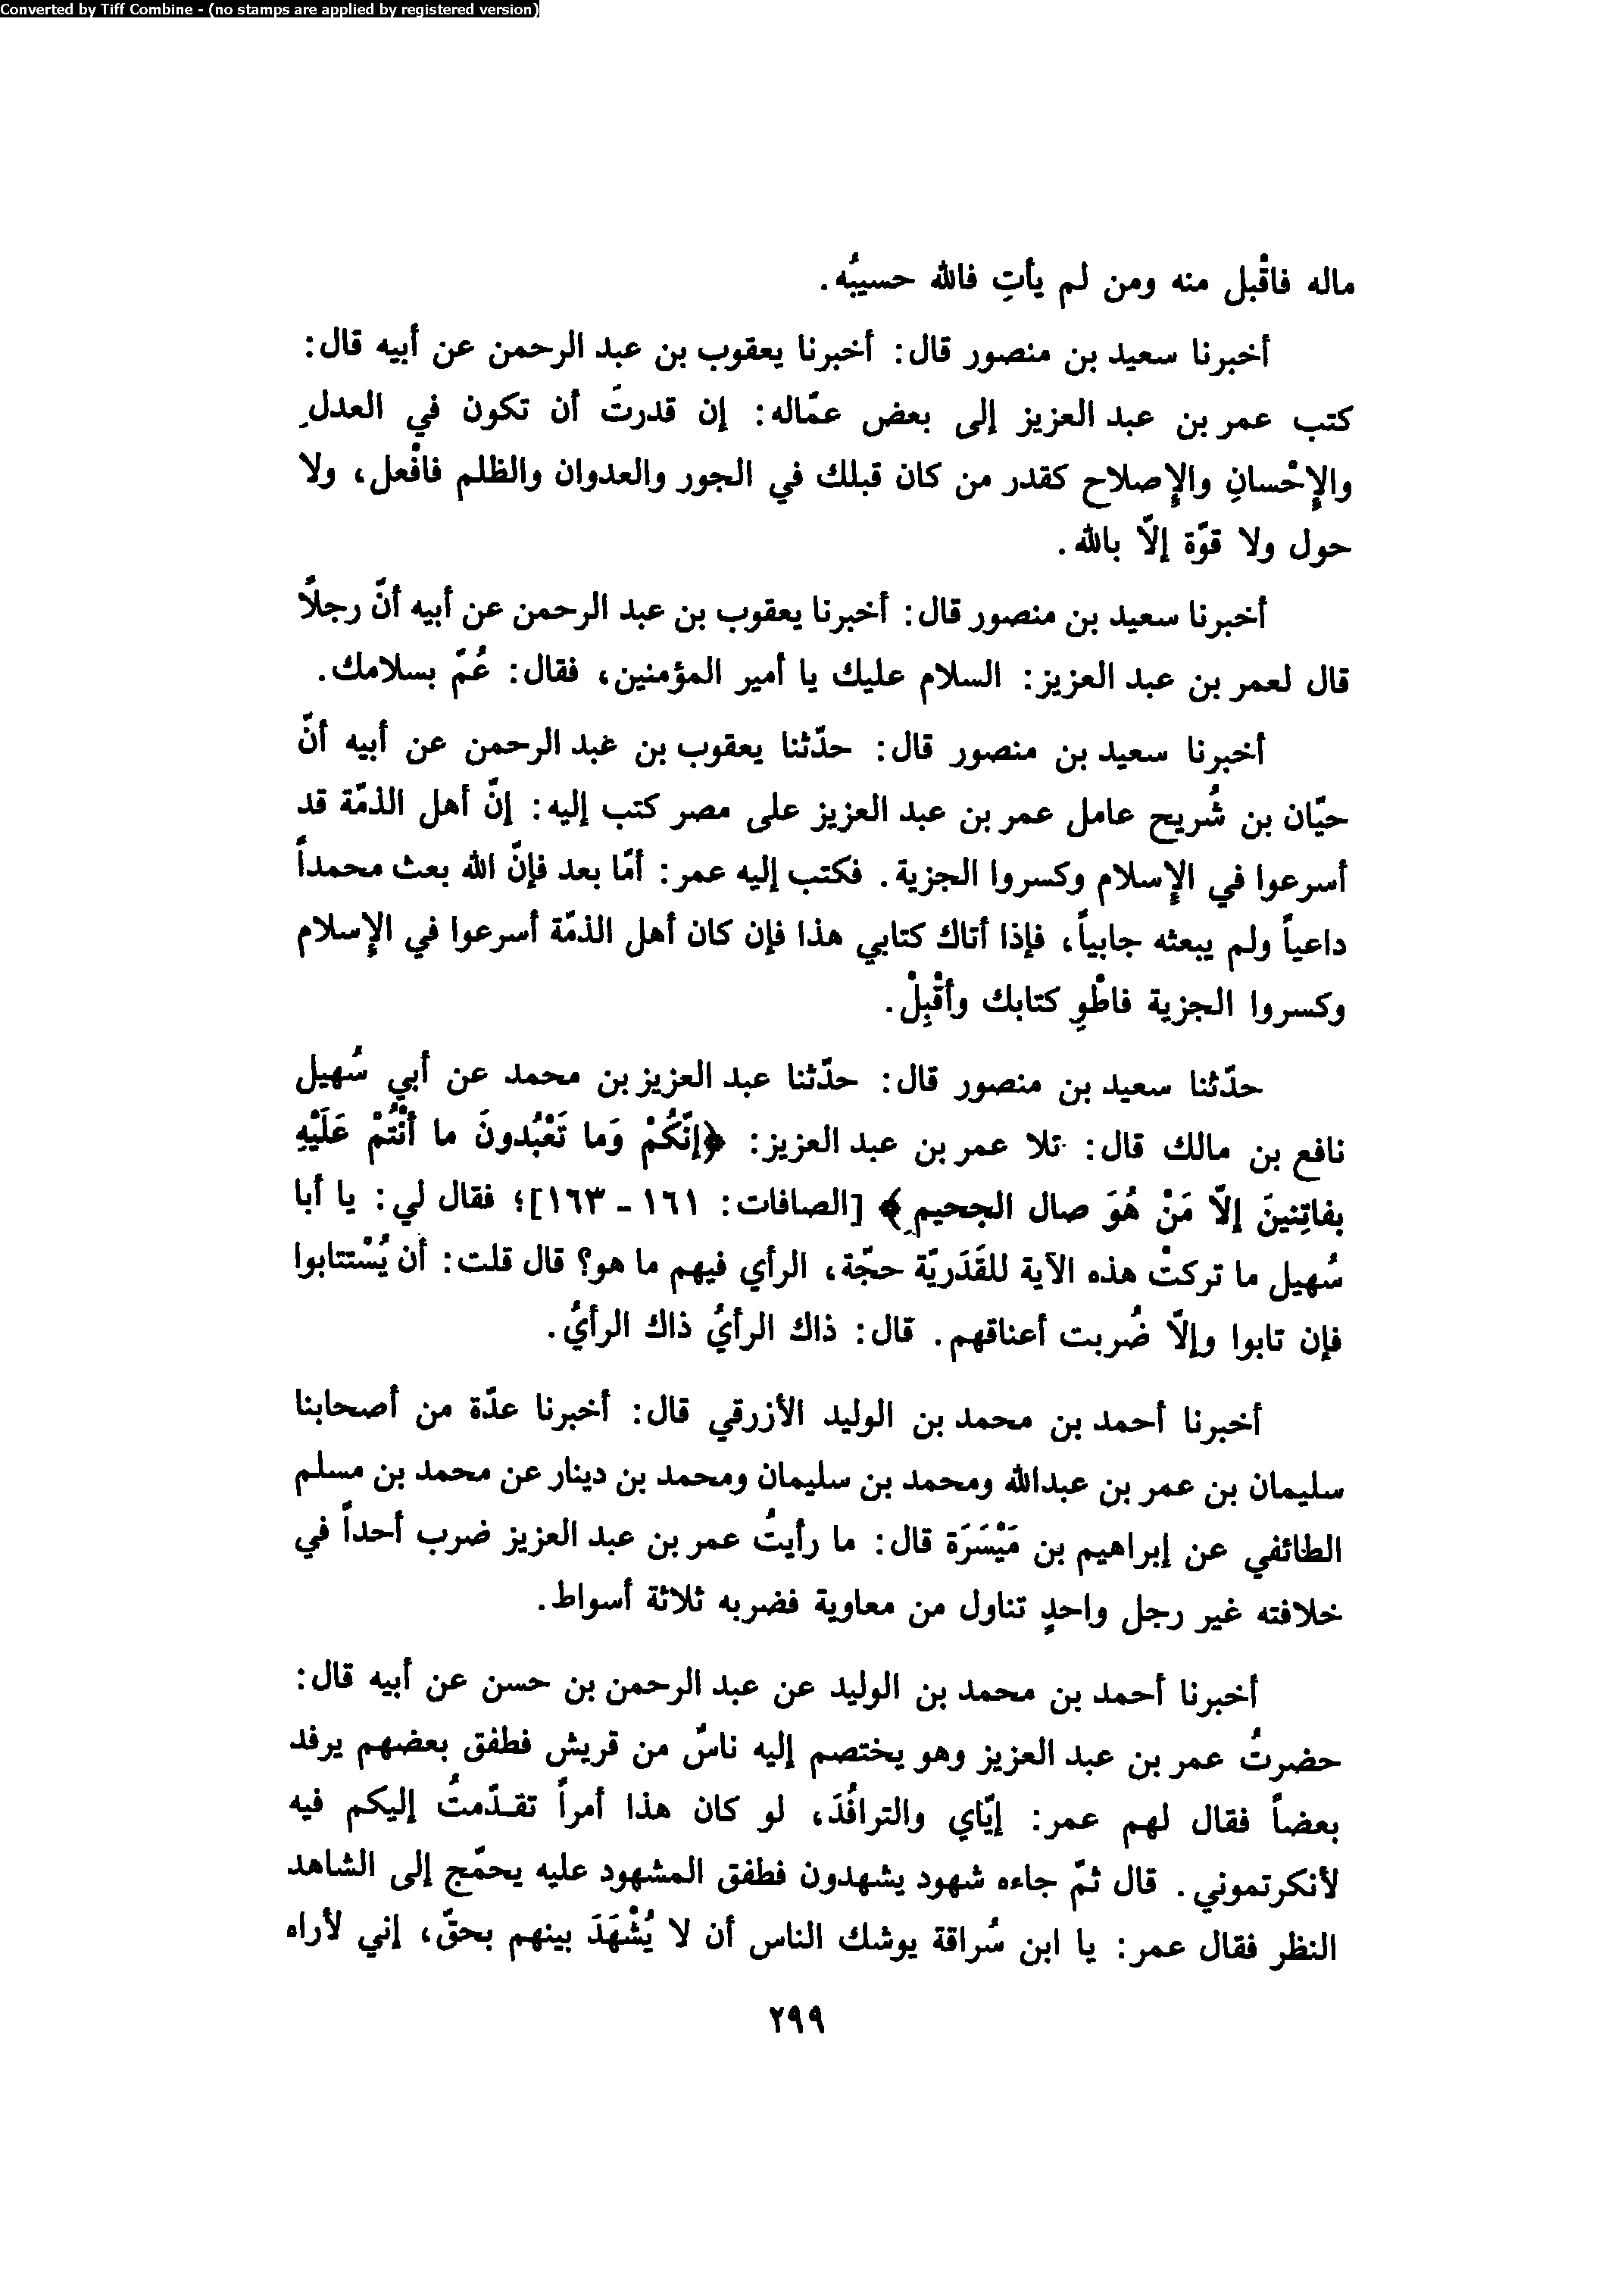 Converted by Tiff Combine - (no stamps are applied by registered version)
ماله فاقْبل منه ومن لم يأتِ فالله حسيبُه.
أخبرنا سعيد بن منصور قال: أخبرنا يعقوب بن عبد الرحمن عن أبيه قال:
كتب عمر بن عبد العزيز إلى بعض عمّاله: إن قدرتَ أن تكون في العدلِ
والإحْسانِ والإصلاح كقدر من كان قبلك في الجور والعدوان والظلم فافْعل، ولا
حول ولا قوّة إلاّ بالله.
أخبرنا سعيد بن منصور قال: أخبرنا يعقوب بن عبد الرحمن عن أبيه أنّ رجلاً
قال لعمر بن عبد العزيز: السلام عليك يا أمير المؤمنين، فقال: عُمّ بسلامك.
أخبرنا سعيد بن منصور قال: حدّثنا يعقوب بن غبد الرحمن عن أبيه أنّ
حيّان بن شُريح عامل عمر بن عبد العزيز على مصر كتب إليه: إنّ أهل الذمّة قد
أسرعوا في الإسلام وكسروا الجزية. فكتب إليه عمر: أمّا بعد فإنّ الله بعث محمداً
داعياً ولم يبعثه جابياً، فإذا أتاك كتابي هذا فإن كان أهل الذمّة أسرعوا في الإسلام
وكسروا الجزية فاطْوِ كتابك وأقْبِلْ.
حدّثنا سعيد بن منصور قال: حدّثنا عبد العزيز بن محمد عن أبي سُهيل
نافع بن مالك قال: تلا عمر بن عبد العزيز: ﴿إنّكُمْ وَما تَعْبُدونَ ما أنْتُمْ عَلَيْهِ
بفاتِنينَ إلاّ مَنْ هُوَ صال الجحيمِ﴾ [الصافات: ١٦١ ـ ١٦٣]؛ فقال لي: يا أبا
سُهيل ما تركتْ هذه الآية للقَدَريّة حجّة، الرأي فيهم ما هو؟ قال قلت: أن يُسْتتابوا
فإن تابوا وإلاّ ضُربت أعناقهم. قال: ذاك الرأيُ ذاك الرأيُ.
أخبرنا أحمد بن محمد بن الوليد الأزرقي قال: أخبرنا عدّة من أصحابنا
سليمان بن عمر بن عبدالله ومحمد بن سليمان ومحمد بن دينار عن محمد بن مسلم
الطائفي عن إبراهيم بن مَيْسَرَة قال: ما رأيتُ عمر بن عبد العزيز ضرب أحداً في
خلافته غير رجل واحدٍ تناول من معاوية فضربه ثلاثة أسواط.
أخبرنا أحمد بن محمد بن الوليد عن عبد الرحمن بن حسن عن أبيه قال:
حضرتُ عمر بن عبد العزيز وهو يختصم إليه ناسٌ من قريش فطفق بعضهم يرفد
بعضاً فقال لهم عمر: إيّاي والترافُدَ، لو كان هذا أمراً تقدّمتُ إليكم فيه
لأنكرتموني. قال ثمّ جاءه شهود يشهدون فطفق المشهود عليه يحمّج إلى الشاهد
النظر فقال عمر: يا ابن سُراقة يوشك الناس أن لا يُشْهَدَ بينهم بحقّ، إني لأراه
٢٩٩